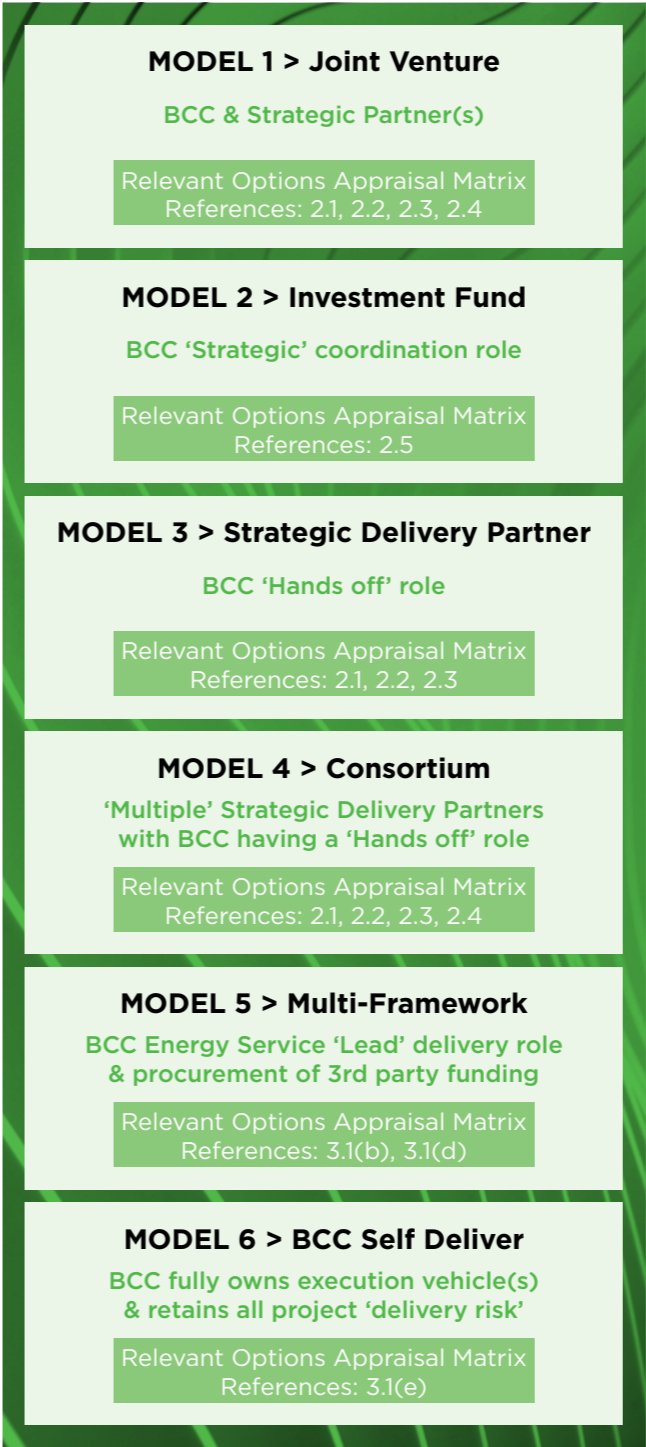 MODEL 1 > Joint Venture
BCC & Strategic Partner(s)
Relevant Options Appraisal Matrix
References: 2.1, 2.2, 2.3, 2.4
MODEL 2 > Investment Fund
BCC ‘Strategic’ coordination role
Relevant Options Appraisal Matrix
References: 2.5
MODEL 3 > Strategic Delivery Partner
BCC ‘Hands off’ role
Relevant Options Appraisal Matrix
References: 2.1, 2.2, 2.3
MODEL 4 > Consortium
‘Multiple’ Strategic Delivery Partners
with BCC having a ‘Hands off’ role
Relevant Options Appraisal Matrix
References: 2.1, 2.2, 2.3, 2.4
MODEL 5 > Multi-Framework
BCC Energy Service ‘Lead’ delivery role
& procurement of 3rd party funding
Relevant Options Appraisal Matrix
References: 3.1(b), 3.1(d)
MODEL 6 > BCC Self Deliver
BCC fully owns execution vehicle(s)
& retains all project ‘delivery risk’
Relevant Options Appraisal Matrix
References: 3.1(e)